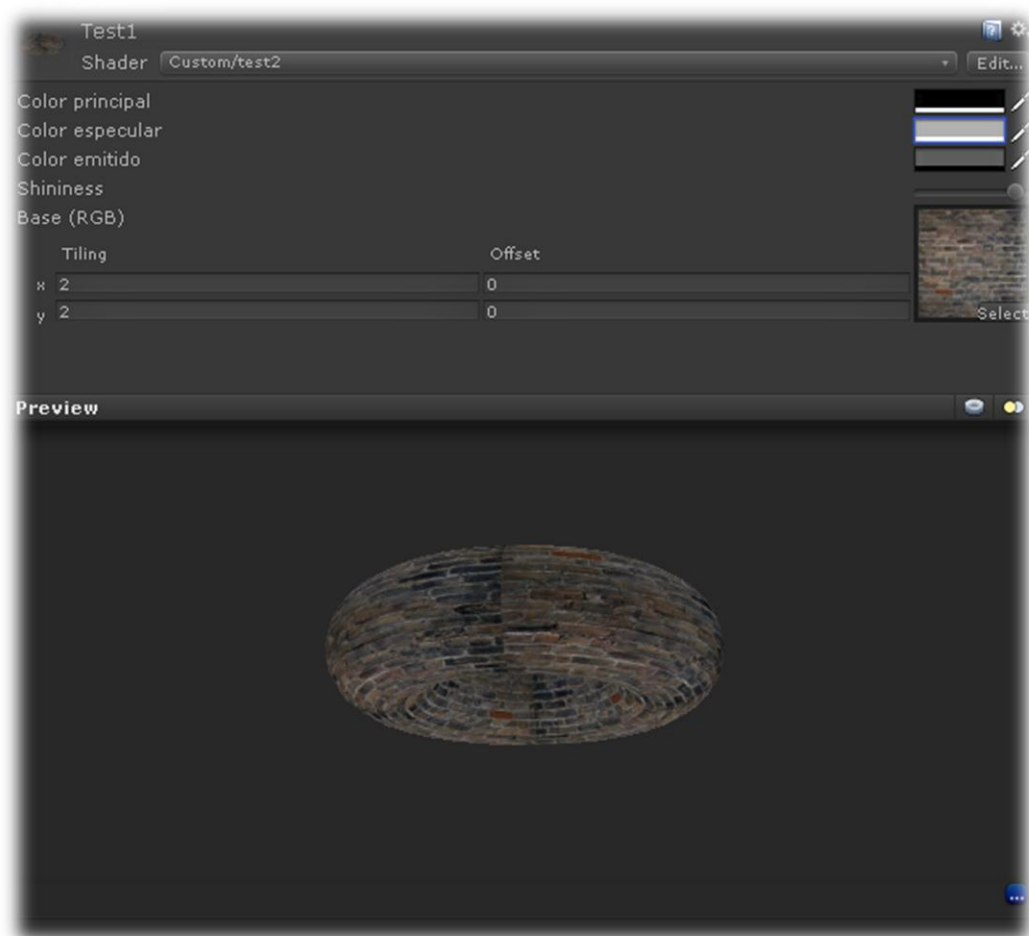 Test1
Shader Custom/test2 Edit...
Color principal
Color especular
Color emitido
Shininess
Base (RGB)
Tiling Offset
x 2 0
y 2 0
Select
Preview